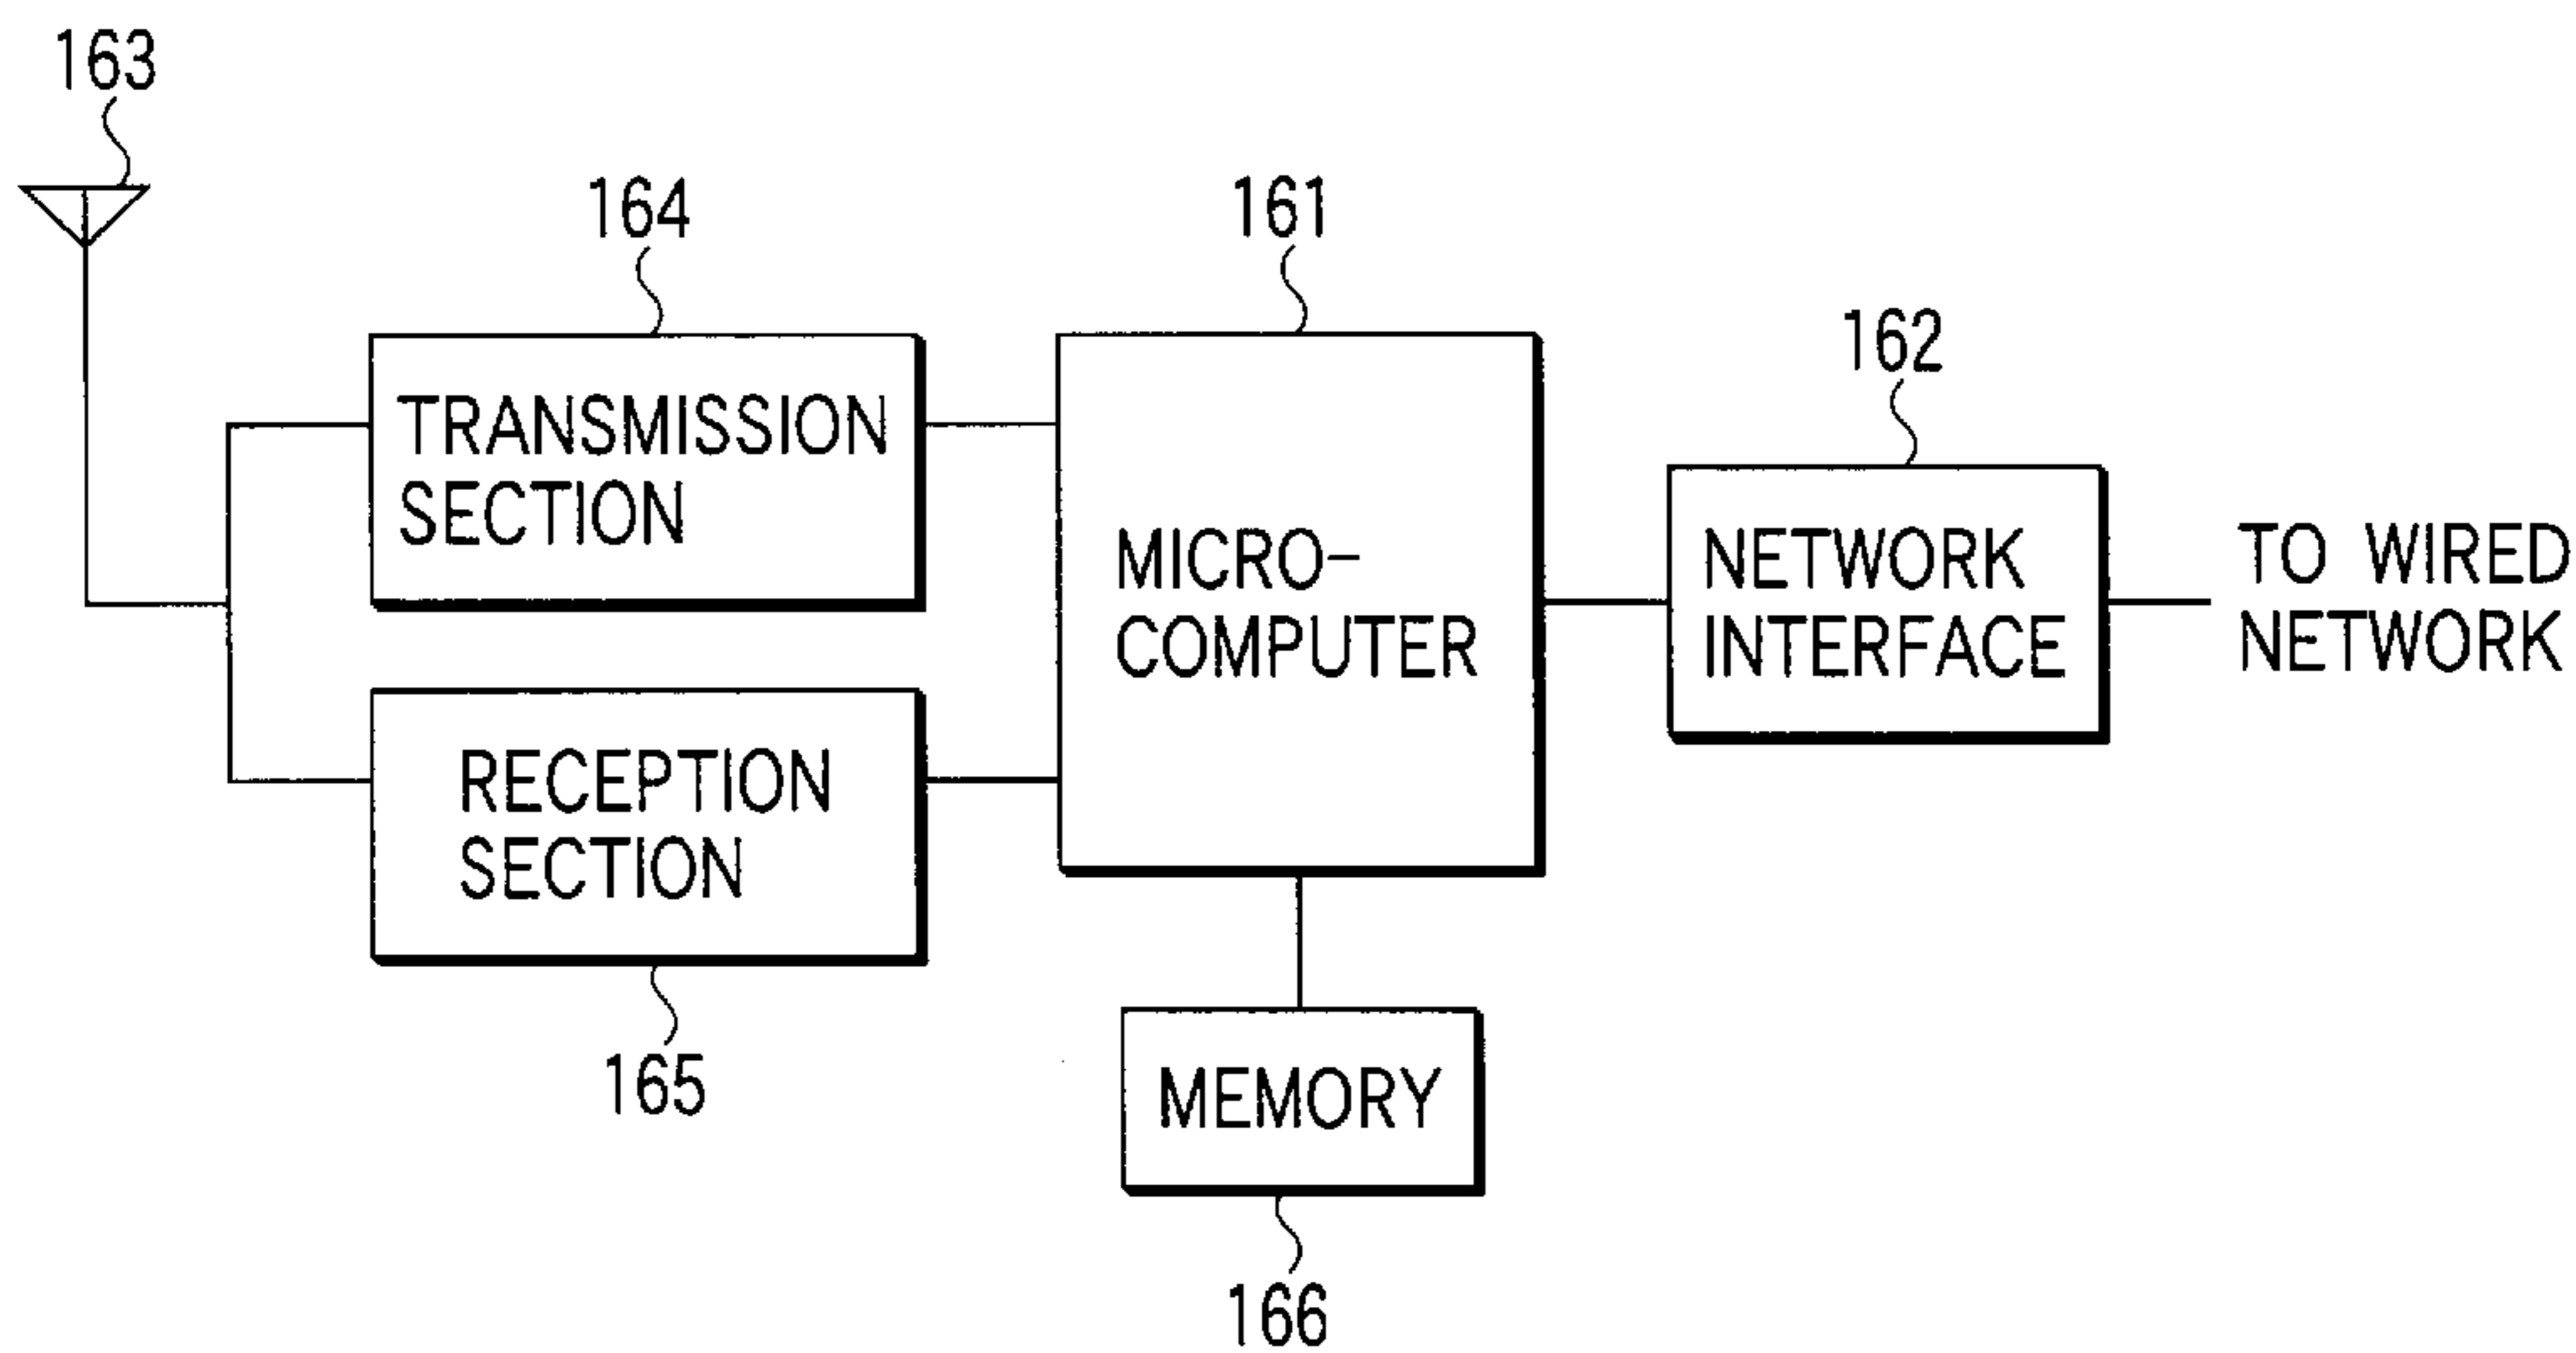 163
164
161
162
TRANSMISSION
SECTION
MICRO-
COMPUTER
NETWORK
INTERFACE
TO WIRED
NETWORK
RECEPTION
SECTION
165
MEMORY
166